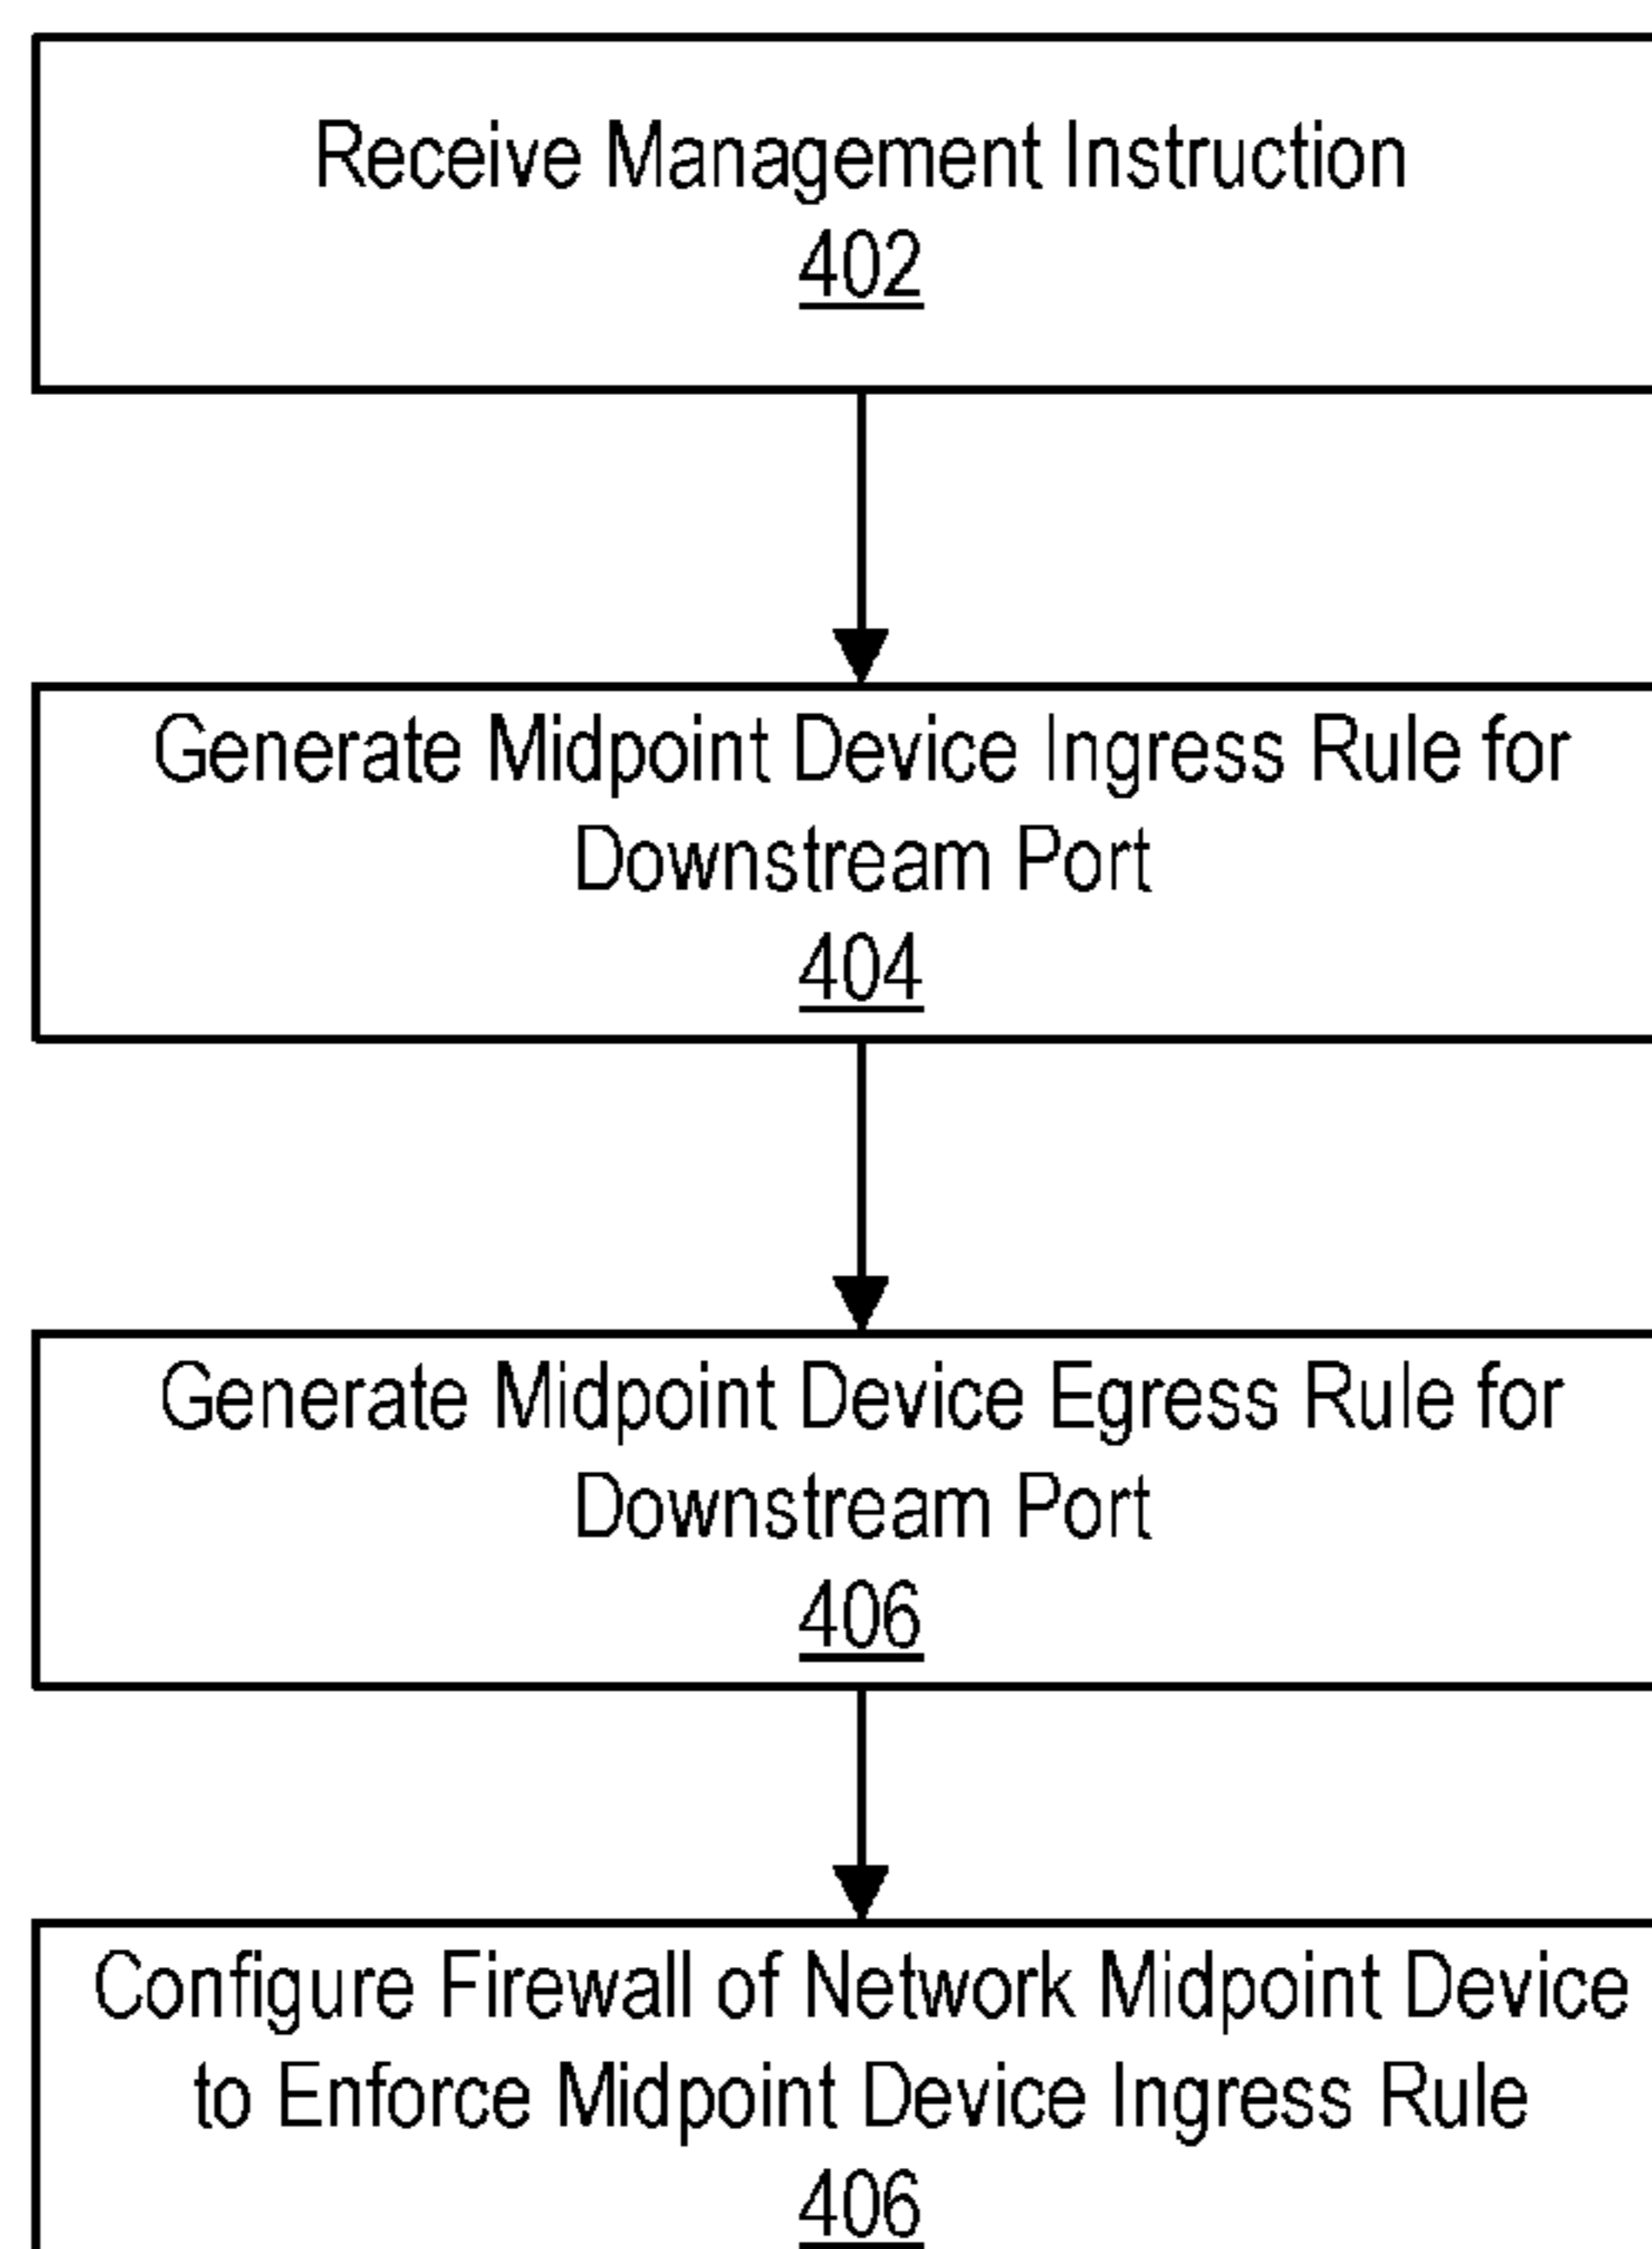 Receive Management Instruction
402
Generate Midpoint Device Ingress Rule for
Downstream Port
404
Generate Midpoint Device Egress Rule for
Downstream Port
406
Configure Firewall of Network Midpoint Device
to Enforce Midpoint Device Ingress Rule
406